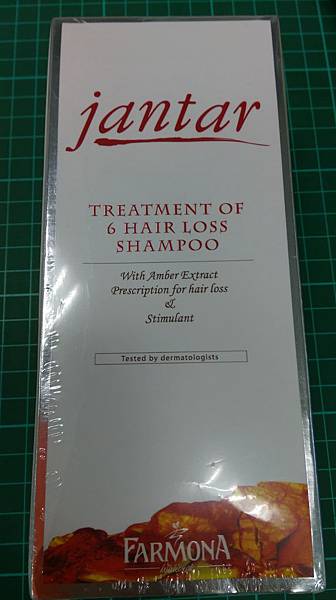 jantar
TREATMENT OF
6 HAIR LOSS
SHAMPOO
With Amber Extract
Prescription for hair loss
&
Stimulant
Tested by dermatologists
FARMONA